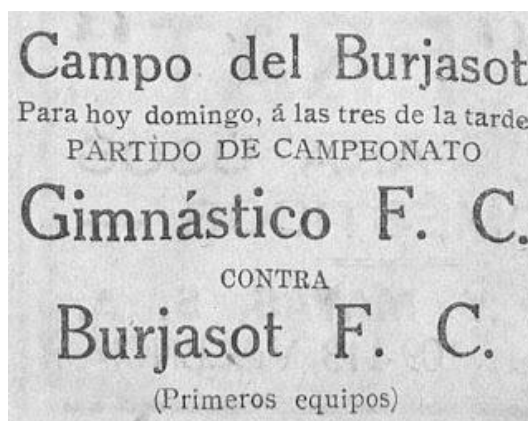 Campo del Burjasot
Para hoy domingo, á las tres de la tarde
PARTIDO DE CAMPEONATO
Gimnástico F. C.
CONTRA
Burjasot F. C.
(Primeros equipos)